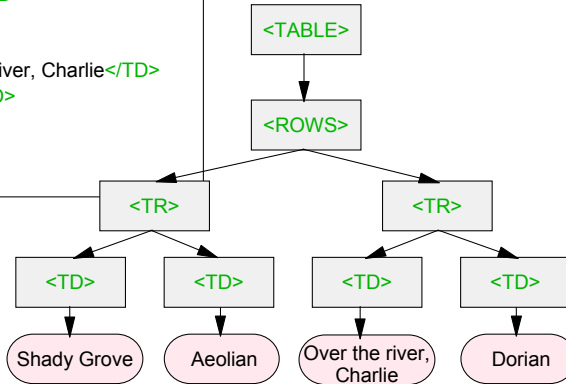 <TABLE>
iver, Charlie</TD>
D>
<ROWS>
<TR> <TR>
<TD> <TD> <TD> <TD>
Shady Grove Aeolian Over the river, Charlie Dorian